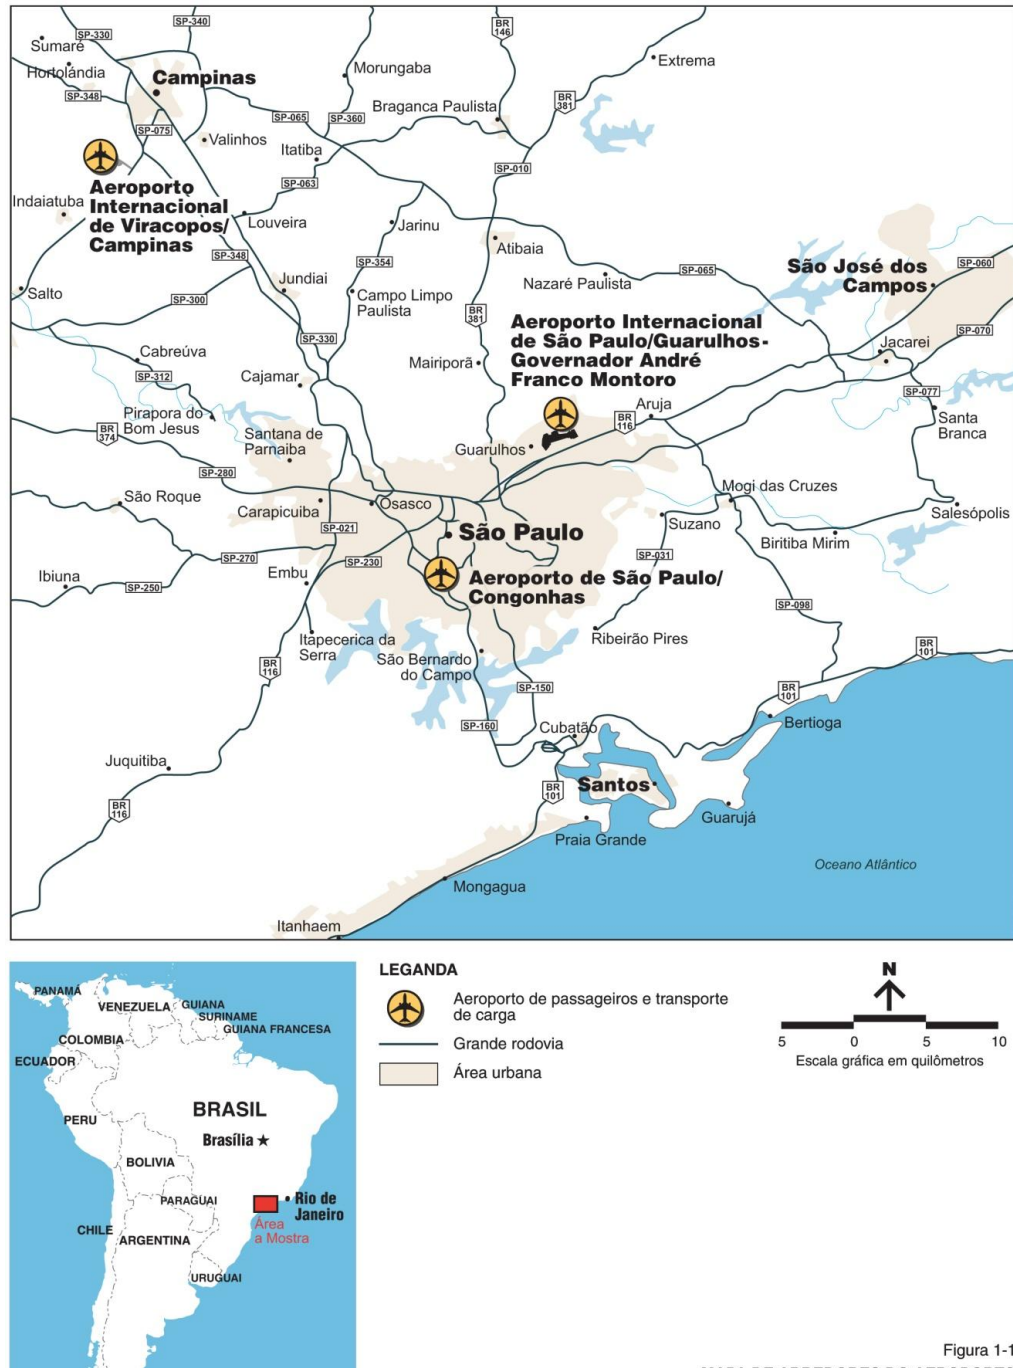 SP-340
SP-330
BR
146
Sumaré
Hortolândia
Campinas
Morungaba
Extrema
SP-348
BR
381
Braganca Paulista
SP-065
SP-360
SP-075
Valinhos
Itatiba
SP-010
SP-063
Aeroporto
Internacional
de Viracopos/
Campinas
Indaiatuba
Louveira
Jarinu
Atibaia
SP-348
SP-354
São José dos
Campos
SP-060
SP-065
Nazaré Paulista
Jundiai
Salto
SP-300
Campo Limpo
Paulista
BR
381
Aeroporto Internacional
de São Paulo/Guarulhos-
Governador André
Franco Montoro
SP-070
SP-330
Jacarei
Cabreúva
Mairiporã
SP-312
Cajamar
SP-077
Pirapora do
Bom Jesus
Aruja
BR
116
Santa
Branca
BR
374
Santana de
Parnaiba
Guarulhos
SP-280
São Roque
Carapicuiba
Osasco
Mogi das Cruzes
SP-021
Suzano
Salesópolis
São Paulo
Biritiba Mirim
SP-270
SP-230
SP-031
Ibiuna
SP-250
Embu
Aeroporto de São Paulo/
Congonhas
SP-098
Itapecerica da
Serra
Ribeirão Pires
BR
101
BR
116
São Bernardo
do Campo
SP-150
BR
101
Bertioga
SP-160
Cubatão
Juquitiba
Santos
BR
101
BR
116
Guarujá
Praia Grande
Oceano Atlântico
Mongagua
Itanhaem
PANAMÁ
VENEZUELA
GUIANA
SURINAME
GUIANA FRANCESA
COLOMBIA
ECUADOR
PERU
BRASIL
Brasília
BOLIVIA
PARAGUAI
Rio de
Janeiro
Área
a Mostra
CHILE
ARGENTINA
URUGUAI
LEGANDA
Aeroporto de passageiros e transporte
de carga
Grande rodovia
Área urbana
N
5 0 5 10
Escala gráfica em quilômetros
Figura 1-1